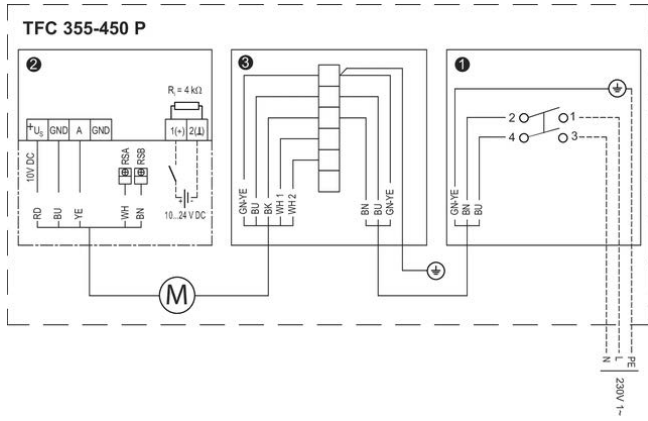 TFC 355-450 P
2
Rᵢ = 4 kΩ
+Uₛ GND A GND 1(+) 2(⊥)
10V DC
RSA
RSB
+ -
10...24 V DC
RD
BU
YE
WH
BN
3
GN-YE
BU
BK
WH 1
WH 2
BN
BU
GN-YE
1
2 1
4 3
GN-YE
BN
BU
M
N
L
PE
230V 1~